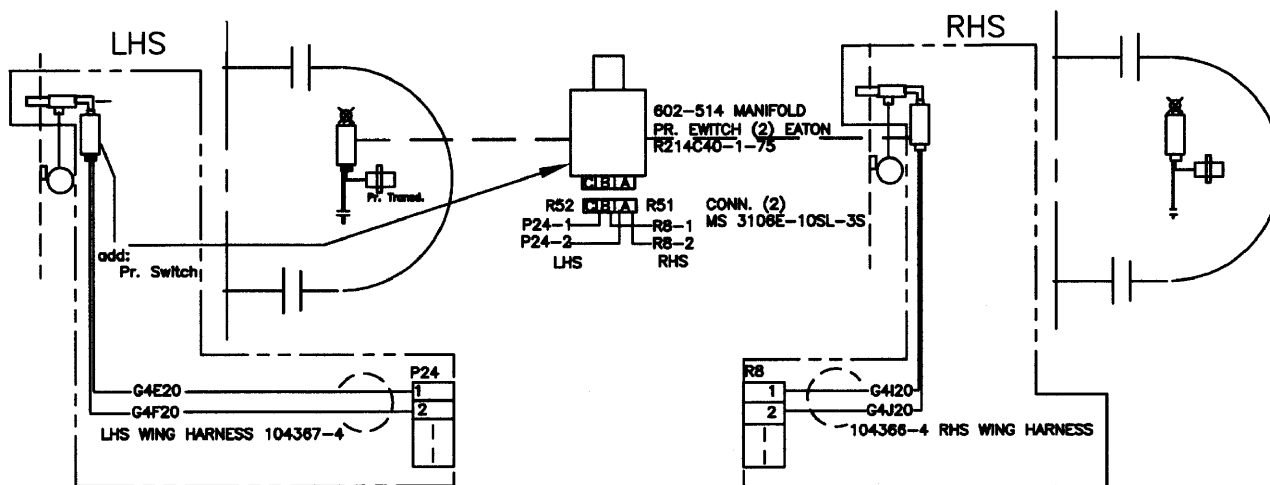 LHS
RHS
602-514 MANIFOLD
PR. EWITCH (2) EATON
R214C40-1-75
Pr. Transd.
C B A
R52 C B A R51
CONN. (2)
MS 3106E-10SL-3S
P24-1 R8-1
P24-2 R8-2
LHS RHS
add:
Pr. Switch
P24
R8
G4E20 1
G4F20 2
1 G4I20
2 G4J20
LHS WING HARNESS 104367-4
104366-4 RHS WING HARNESS